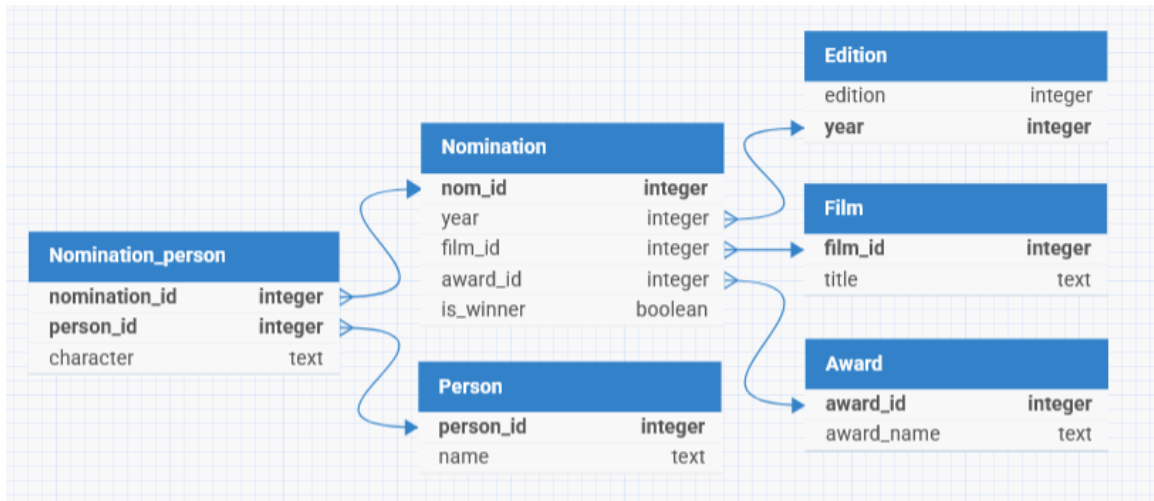 Nomination_person
nomination_id integer
person_id integer
character text
Nomination
nom_id integer
year integer
film_id integer
award_id integer
is_winner boolean
Person
person_id integer
name text
Edition
edition integer
year integer
Film
film_id integer
title text
Award
award_id integer
award_name text